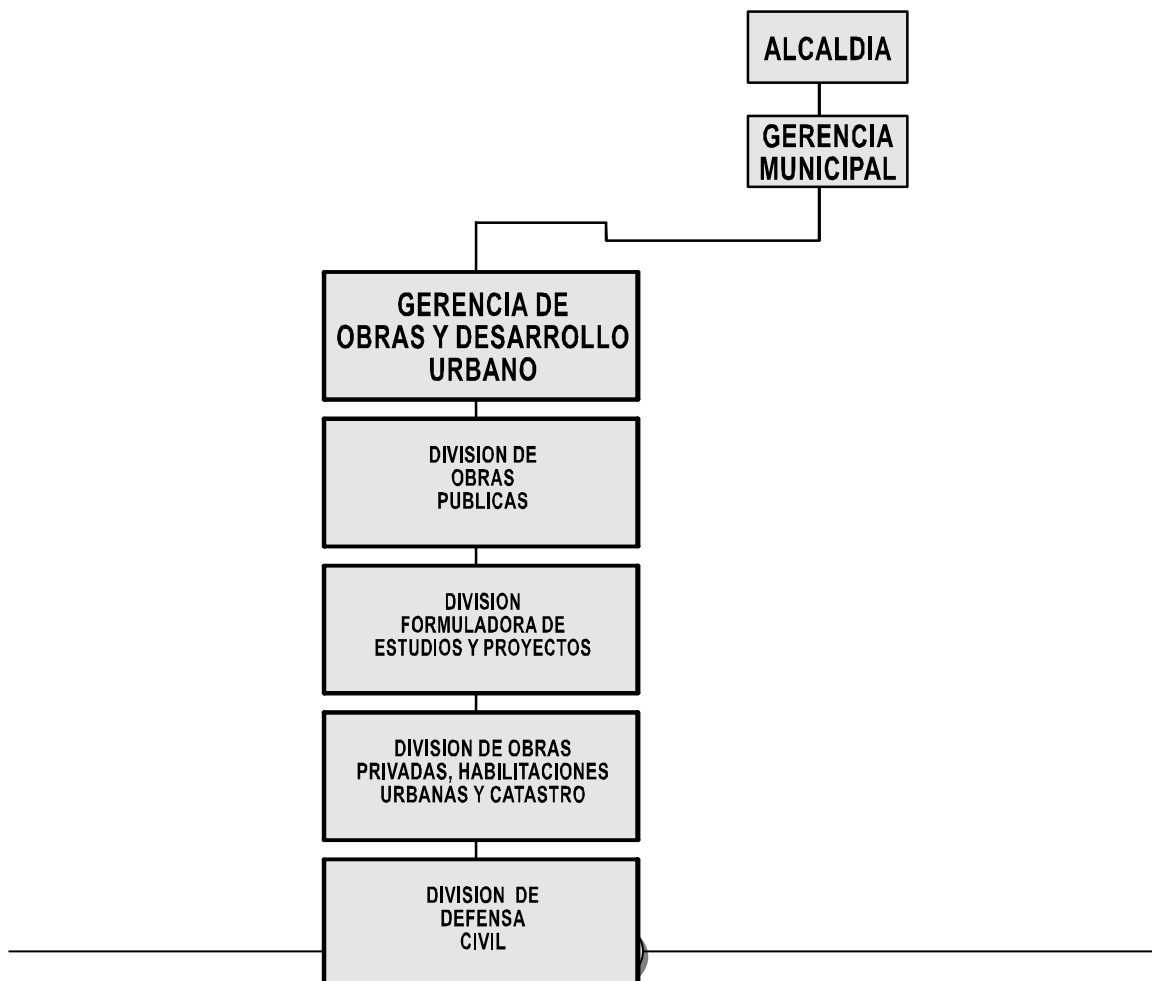 ALCALDIA
GERENCIA
MUNICIPAL
GERENCIA DE
OBRAS Y DESARROLLO
URBANO
DIVISION DE
OBRAS
PUBLICAS
DIVISION
FORMULADORA DE
ESTUDIOS Y PROYECTOS
DIVISION DE OBRAS
PRIVADAS, HABILITACIONES
URBANAS Y CATASTRO
DIVISION DE
DEFENSA
CIVIL